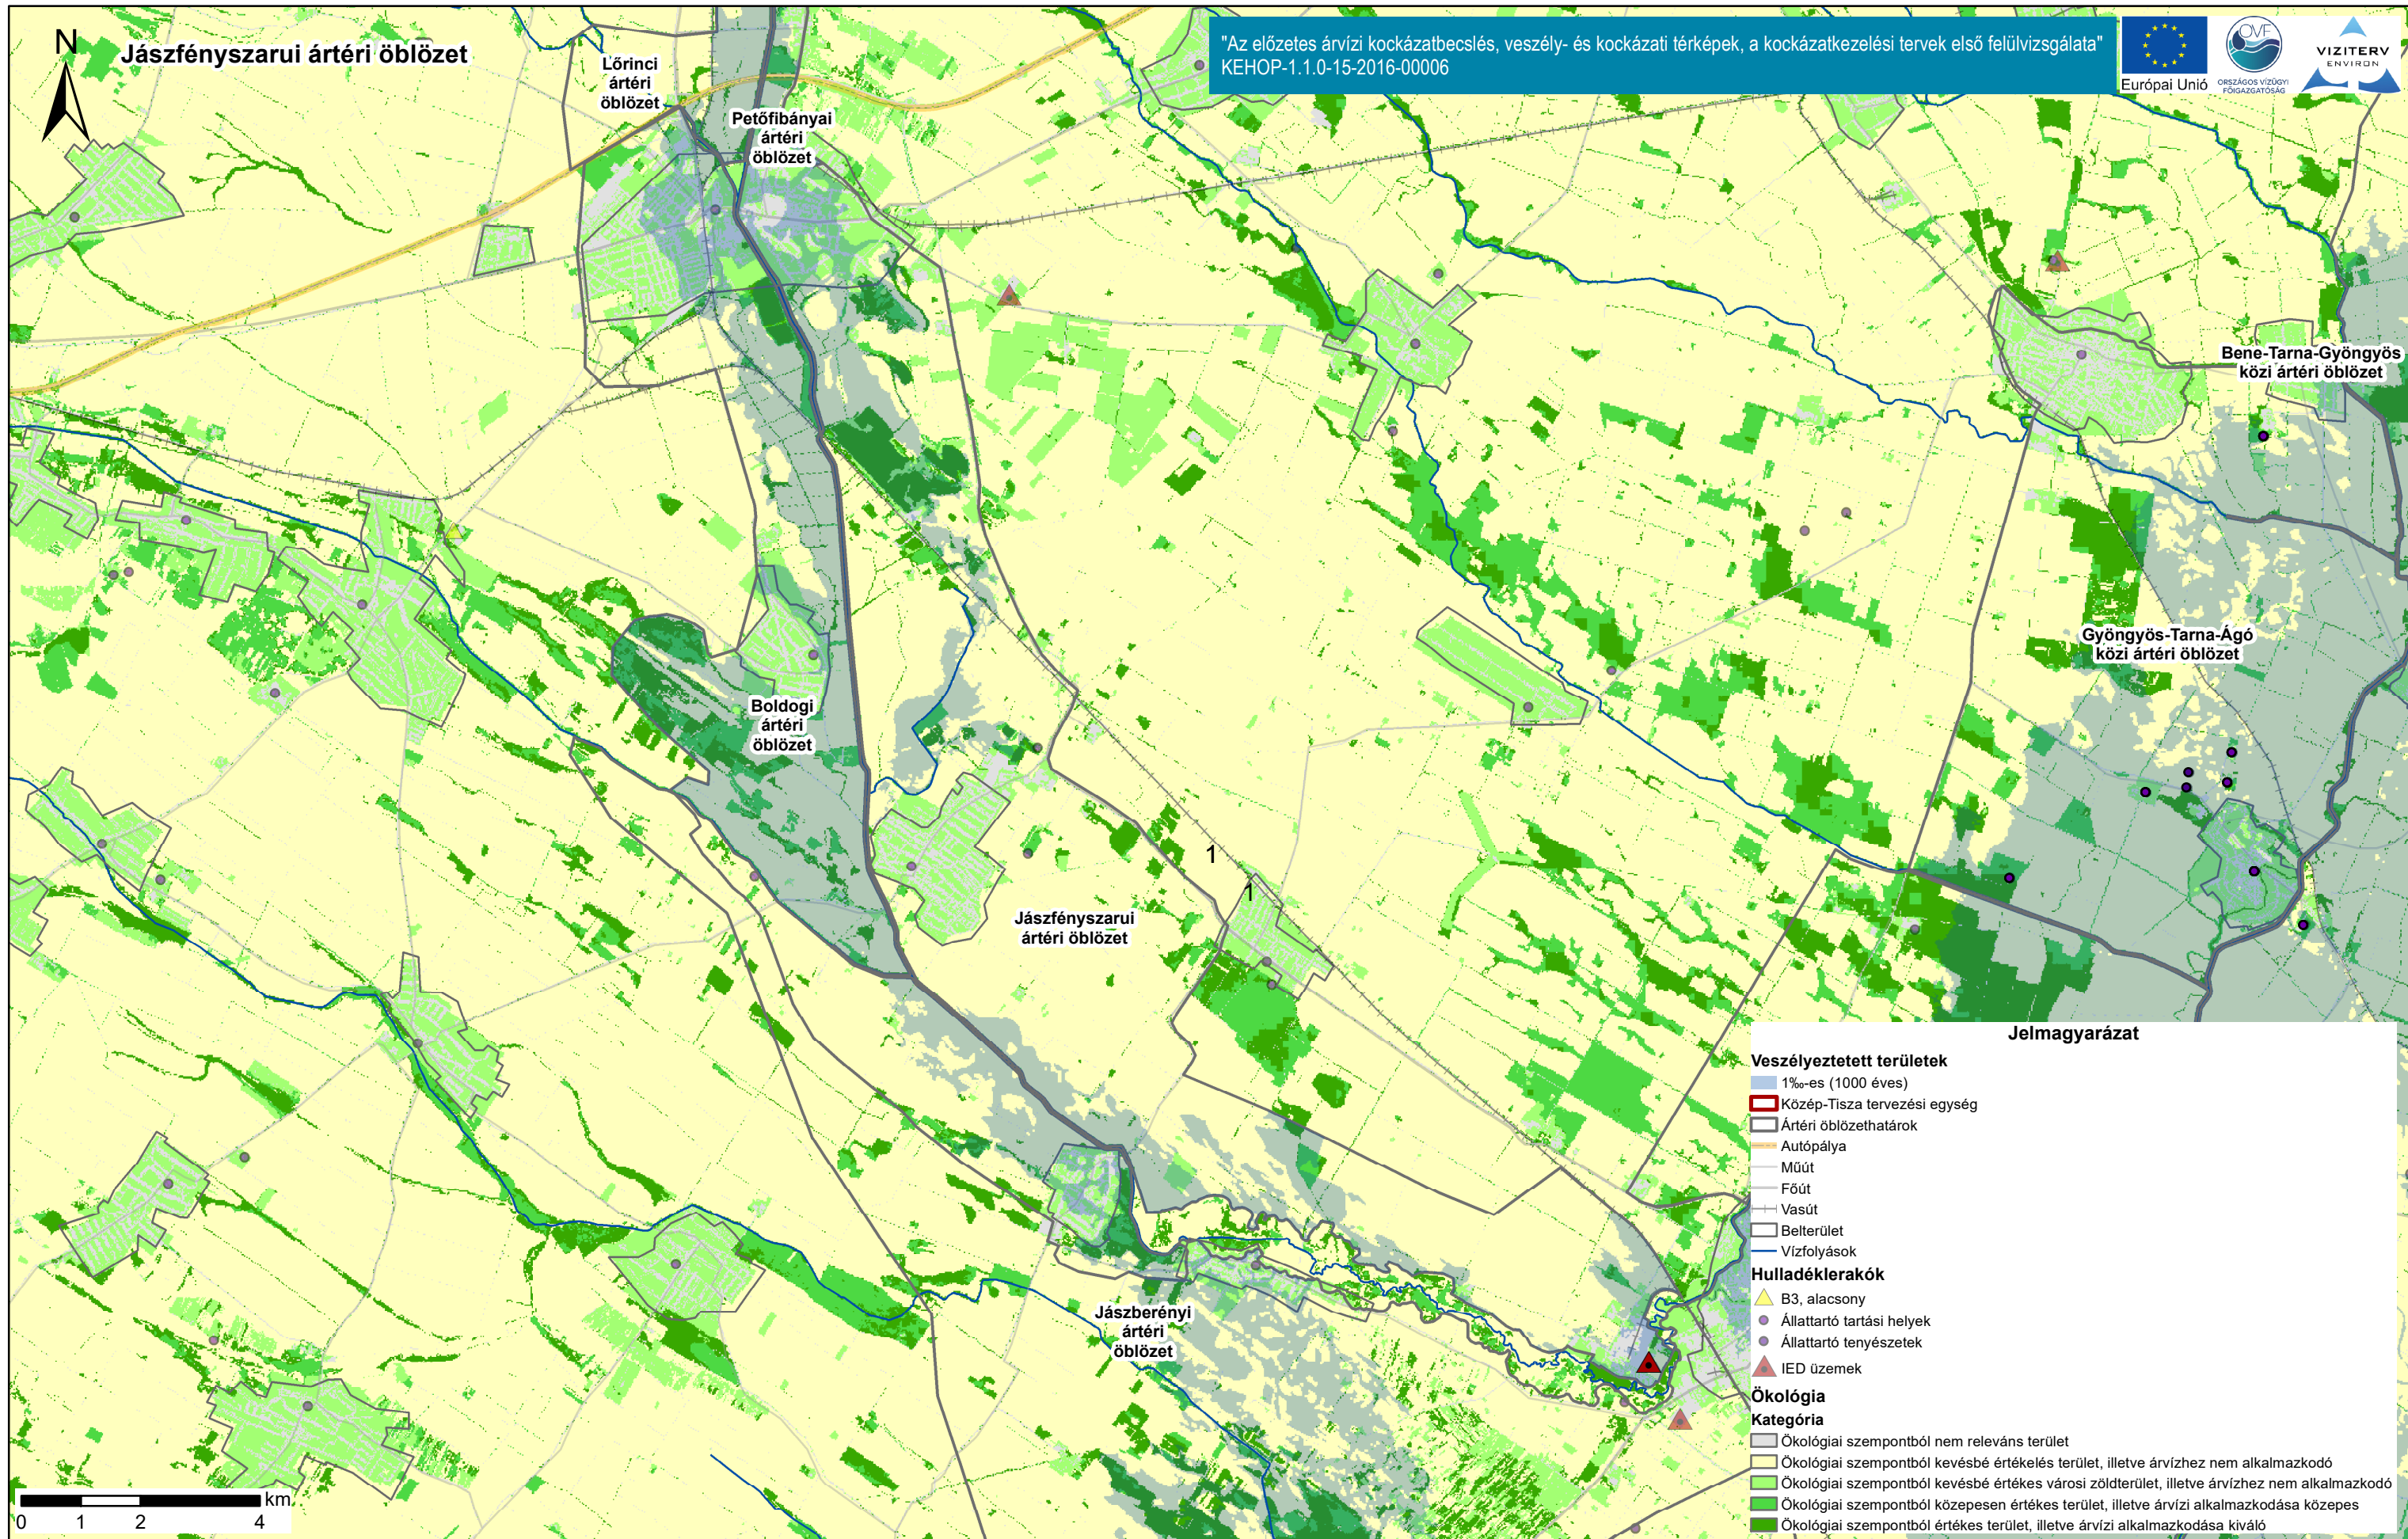 Jászfényszarui ártéri öblözet
N
"Az előzetes árvízi kockázatbecslés, veszély- és kockázati térképek, a kockázatkezelési tervek első felülvizsgálata"
KEHOP-1.1.0-15-2016-00006
Európai Unió
OVF
ORSZÁGOS VÍZÜGYI
FŐIGAZGATÓSÁG
VIZITERV
ENVIRON
Lőrinci
ártéri
öblözet
Petőfibányai
ártéri
öblözet
Bene-Tarna-Gyöngyös
közi ártéri öblözet
Gyöngyös-Tarna-Ágó
közi ártéri öblözet
Boldogi
ártéri
öblözet
1
1
Jászfényszarui
ártéri öblözet
Jászberényi
ártéri
öblözet
Jelmagyarázat
Veszélyeztetett területek
1‰-es (1000 éves)
Közép-Tisza tervezési egység
Ártéri öblözethatárok
Autópálya
Műút
Főút
Vasút
Belterület
Vízfolyások
Hulladéklerakók
B3, alacsony
Állattartó tartási helyek
Állattartó tenyészetek
IED üzemek
Ökológia
Kategória
Ökológiai szempontból nem releváns terület
Ökológiai szempontból kevésbé értékelés terület, illetve árvízhez nem alkalmazkodó
Ökológiai szempontból kevésbé értékes városi zöldterület, illetve árvízhez nem alkalmazkodó
Ökológiai szempontból közepesen értékes terület, illetve árvízi alkalmazkodása közepes
Ökológiai szempontból értékes terület, illetve árvízi alkalmazkodása kiváló
km
0 1 2 4